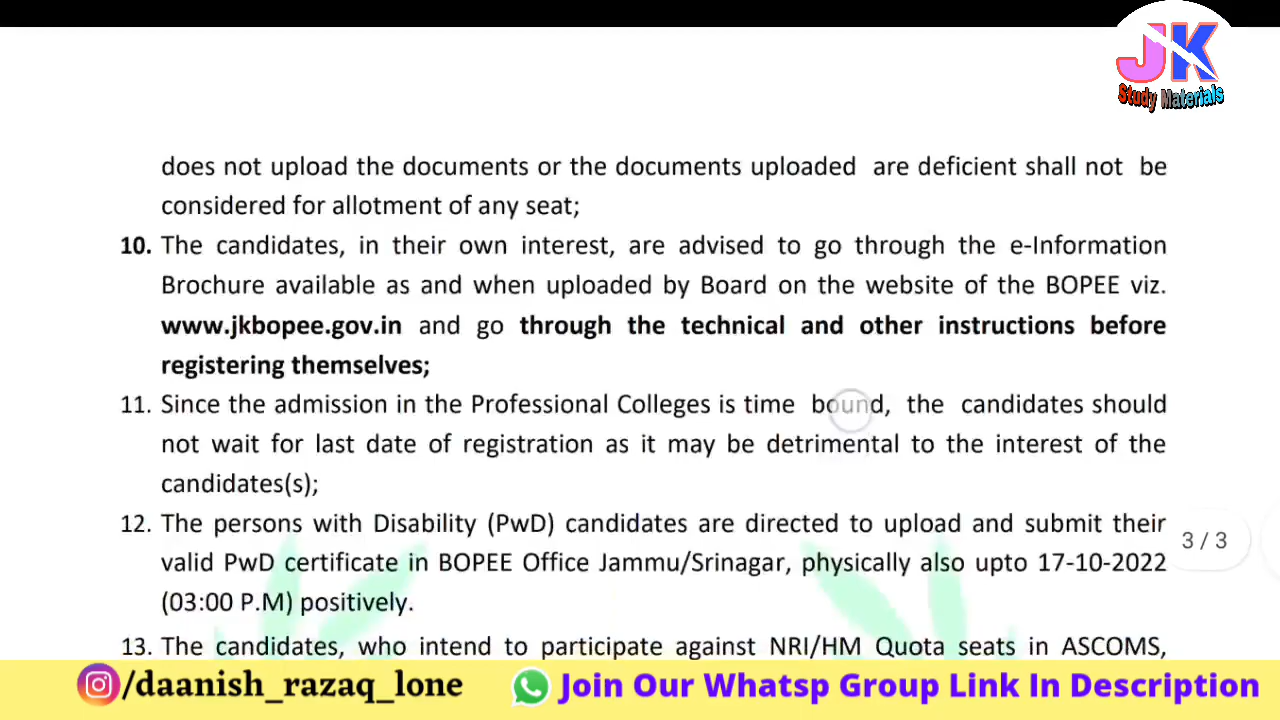 JK
Study Materials
does not upload the documents or the documents uploaded are deficient shall not be
considered for allotment of any seat;
10. The candidates, in their own interest, are advised to go through the e-Information
Brochure available as and when uploaded by Board on the website of the BOPEE viz.
www.jkbopee.gov.in and go through the technical and other instructions before
registering themselves;
11. Since the admission in the Professional Colleges is time bound, the candidates should
not wait for last date of registration as it may be detrimental to the interest of the
candidates(s);
12. The persons with Disability (PwD) candidates are directed to upload and submit their
valid PwD certificate in BOPEE Office Jammu/Srinagar, physically also upto 17-10-2022
(03:00 P.M) positively.
3 / 3
13. The candidates, who intend to participate against NRI/HM Quota seats in ASCOMS,
/daanish_razaq_lone
Join Our Whatsp Group Link In Description